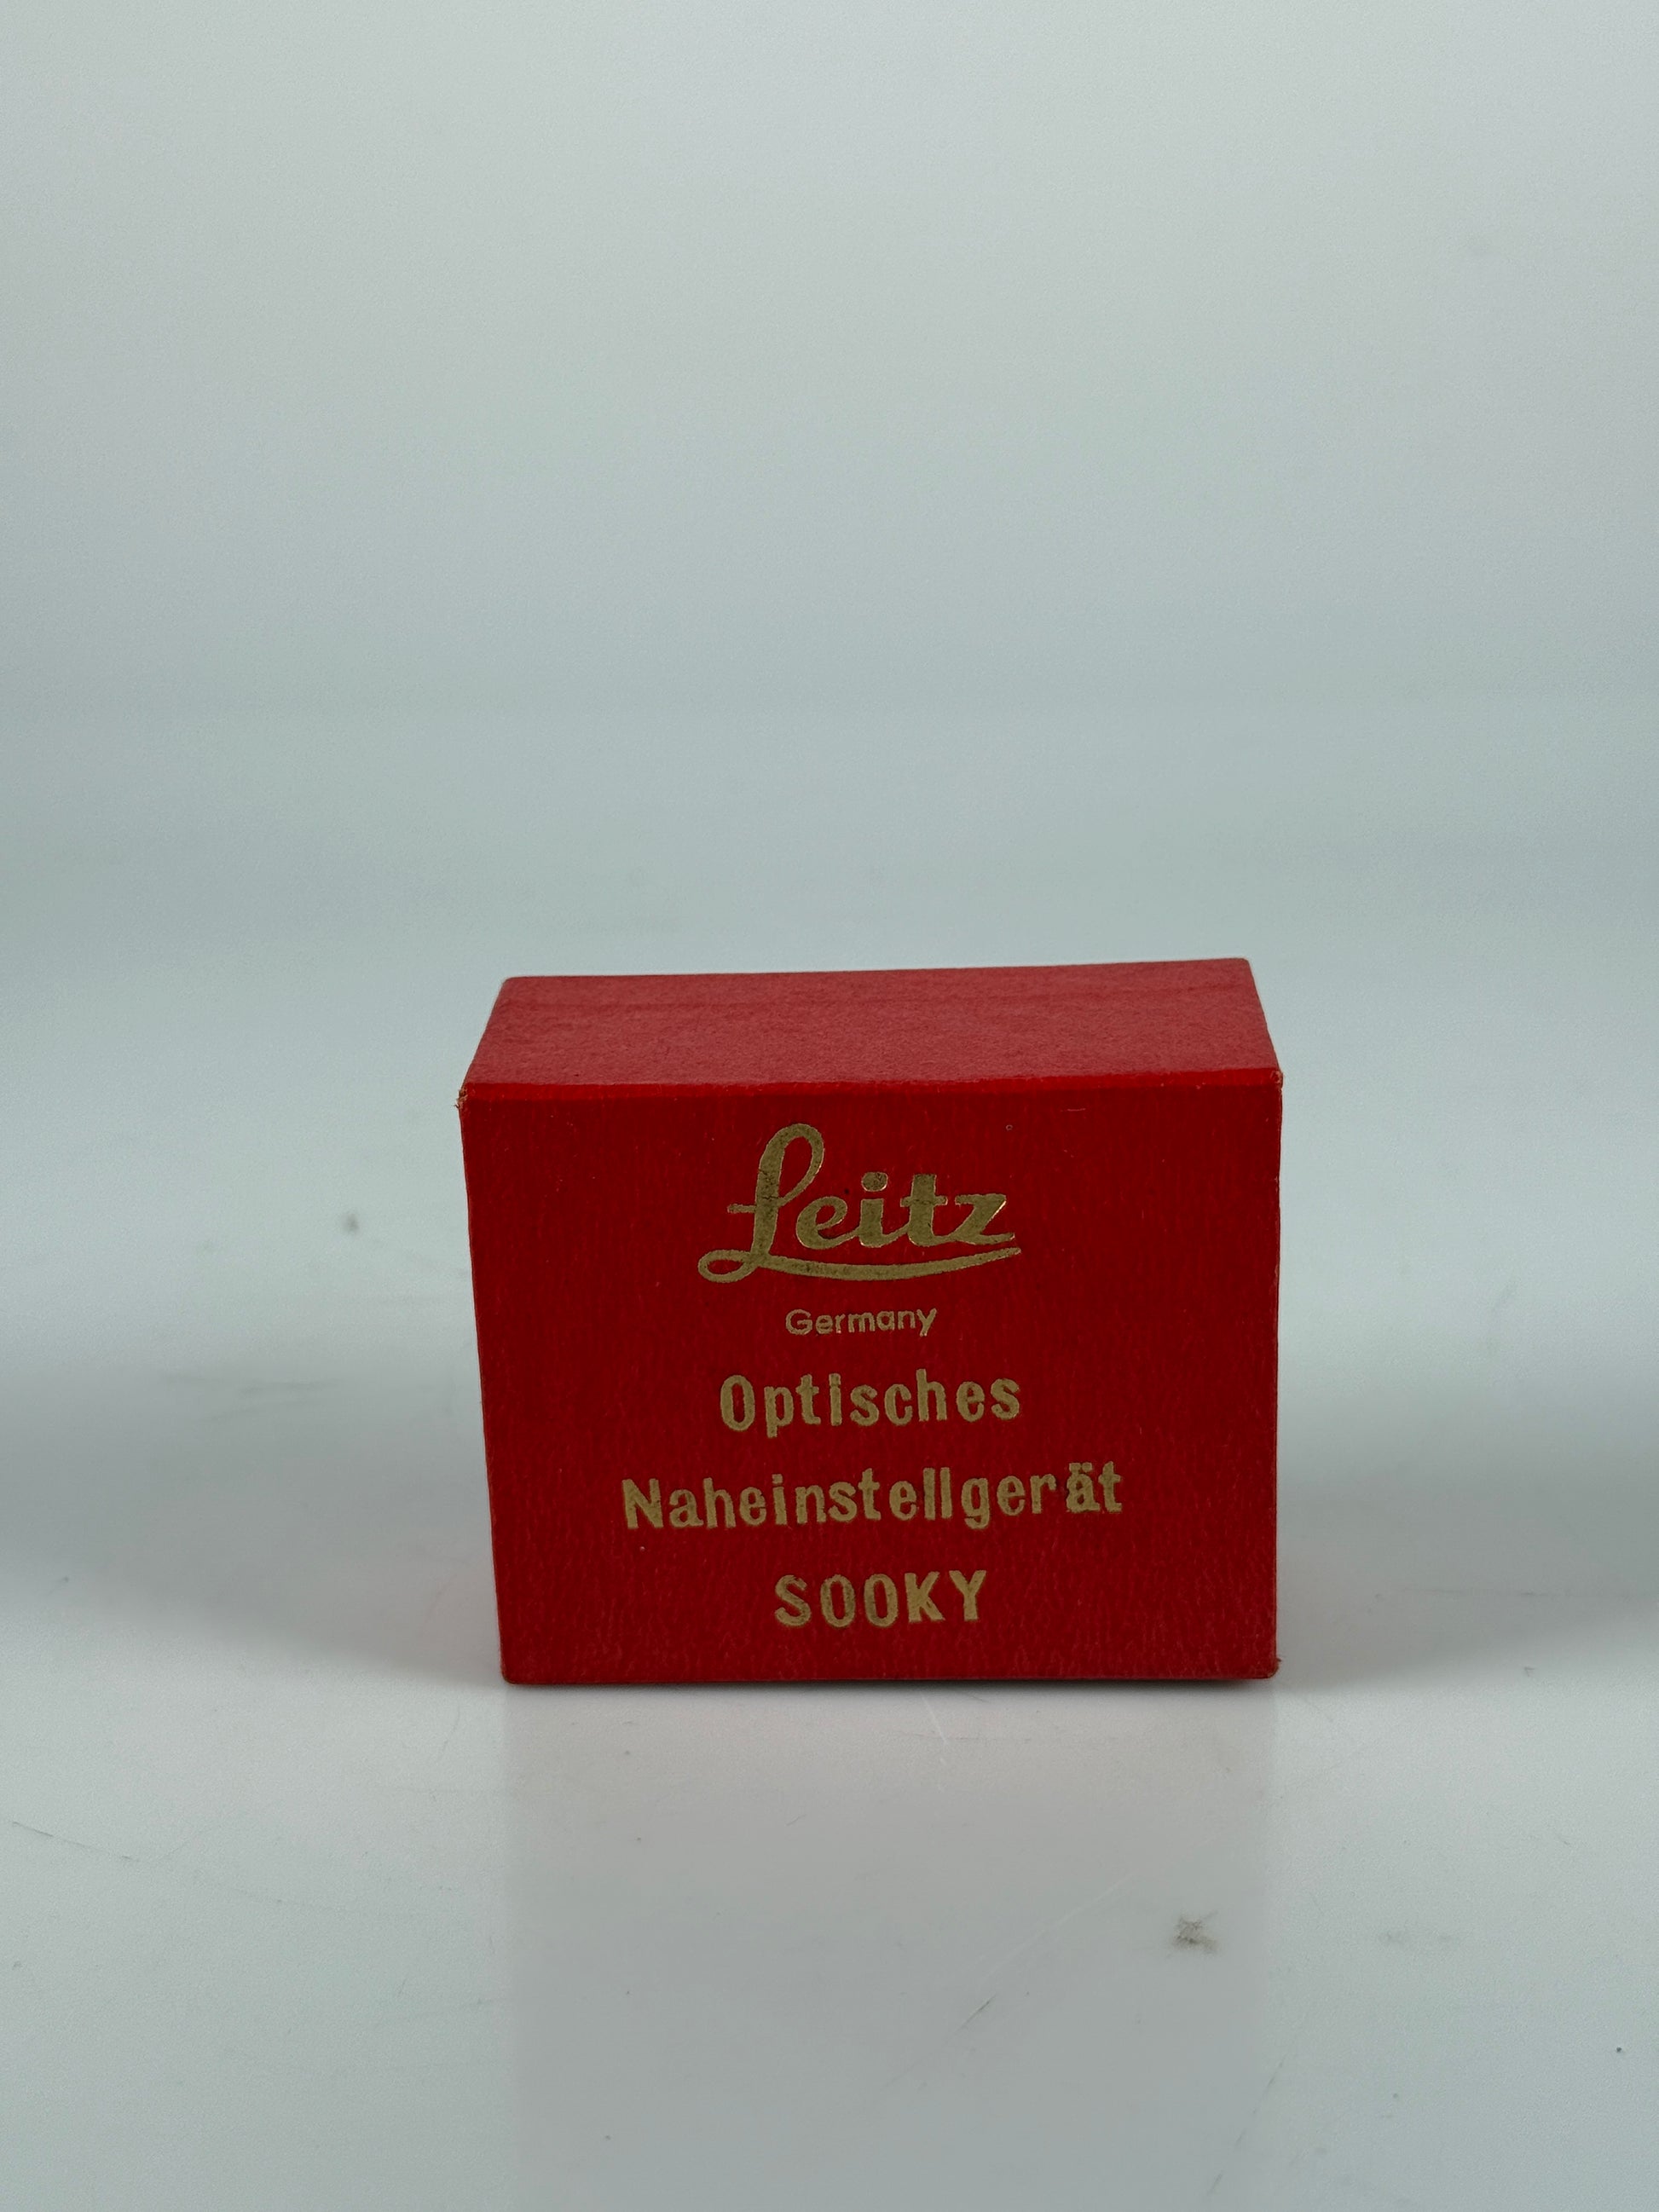 Leitz
Germany
Optisches
Naheinstellgerät
SOOKY